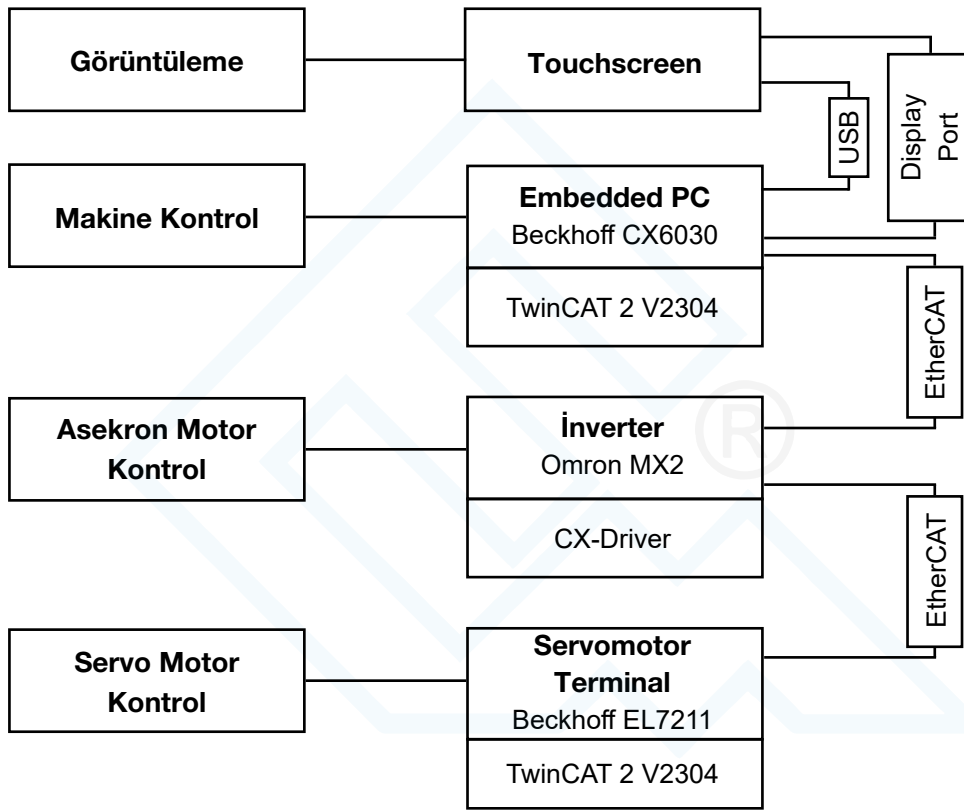 Görüntüleme
Touchscreen
USB
Display
Port
Makine Kontrol
Embedded PC
Beckhoff CX6030
TwinCAT 2 V2304
EtherCAT
Asekron Motor
Kontrol
İnverter
Omron MX2
CX-Driver
EtherCAT
Servo Motor
Kontrol
Servomotor
Terminal
Beckhoff EL7211
TwinCAT 2 V2304
®